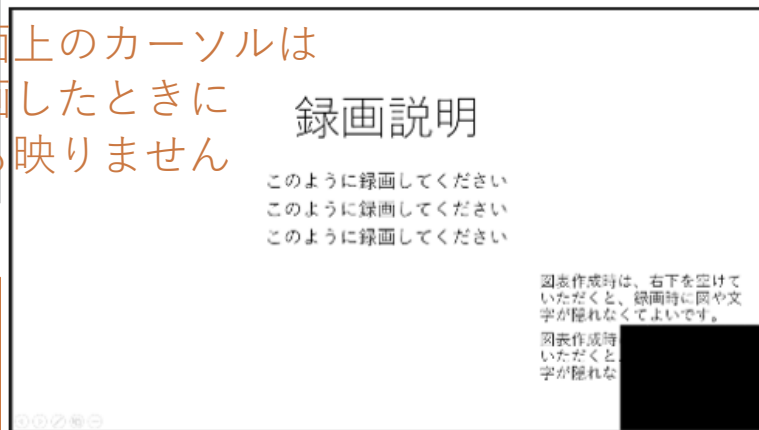 上のカーソルは
したときに
映りません
録画説明
このように録画してください
このように録画してください
このように録画してください
図表作成時は、右下を空けて
いただくと、録画時に図や文
字が隠れなくてよいです。
図表作成時
いただくと
字が隠れな